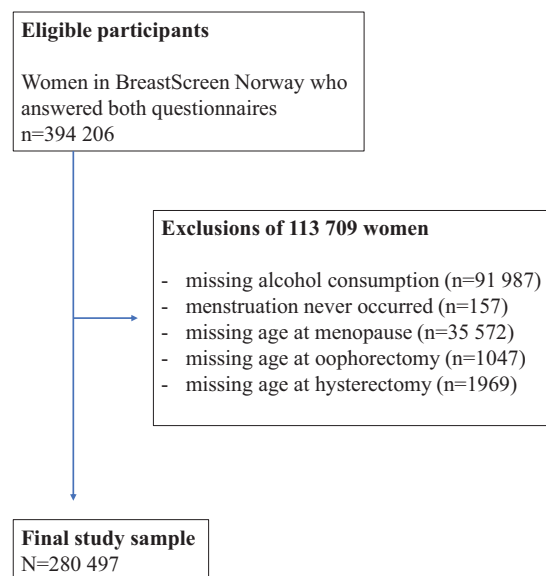 Eligible participants
Women in BreastScreen Norway who
answered both questionnaires
n=394 206
Exclusions of 113 709 women
- missing alcohol consumption (n=91 987)
- menstruation never occurred (n=157)
- missing age at menopause (n=35 572)
- missing age at oophorectomy (n=1047)
- missing age at hysterectomy (n=1969)
Final study sample
N=280 497